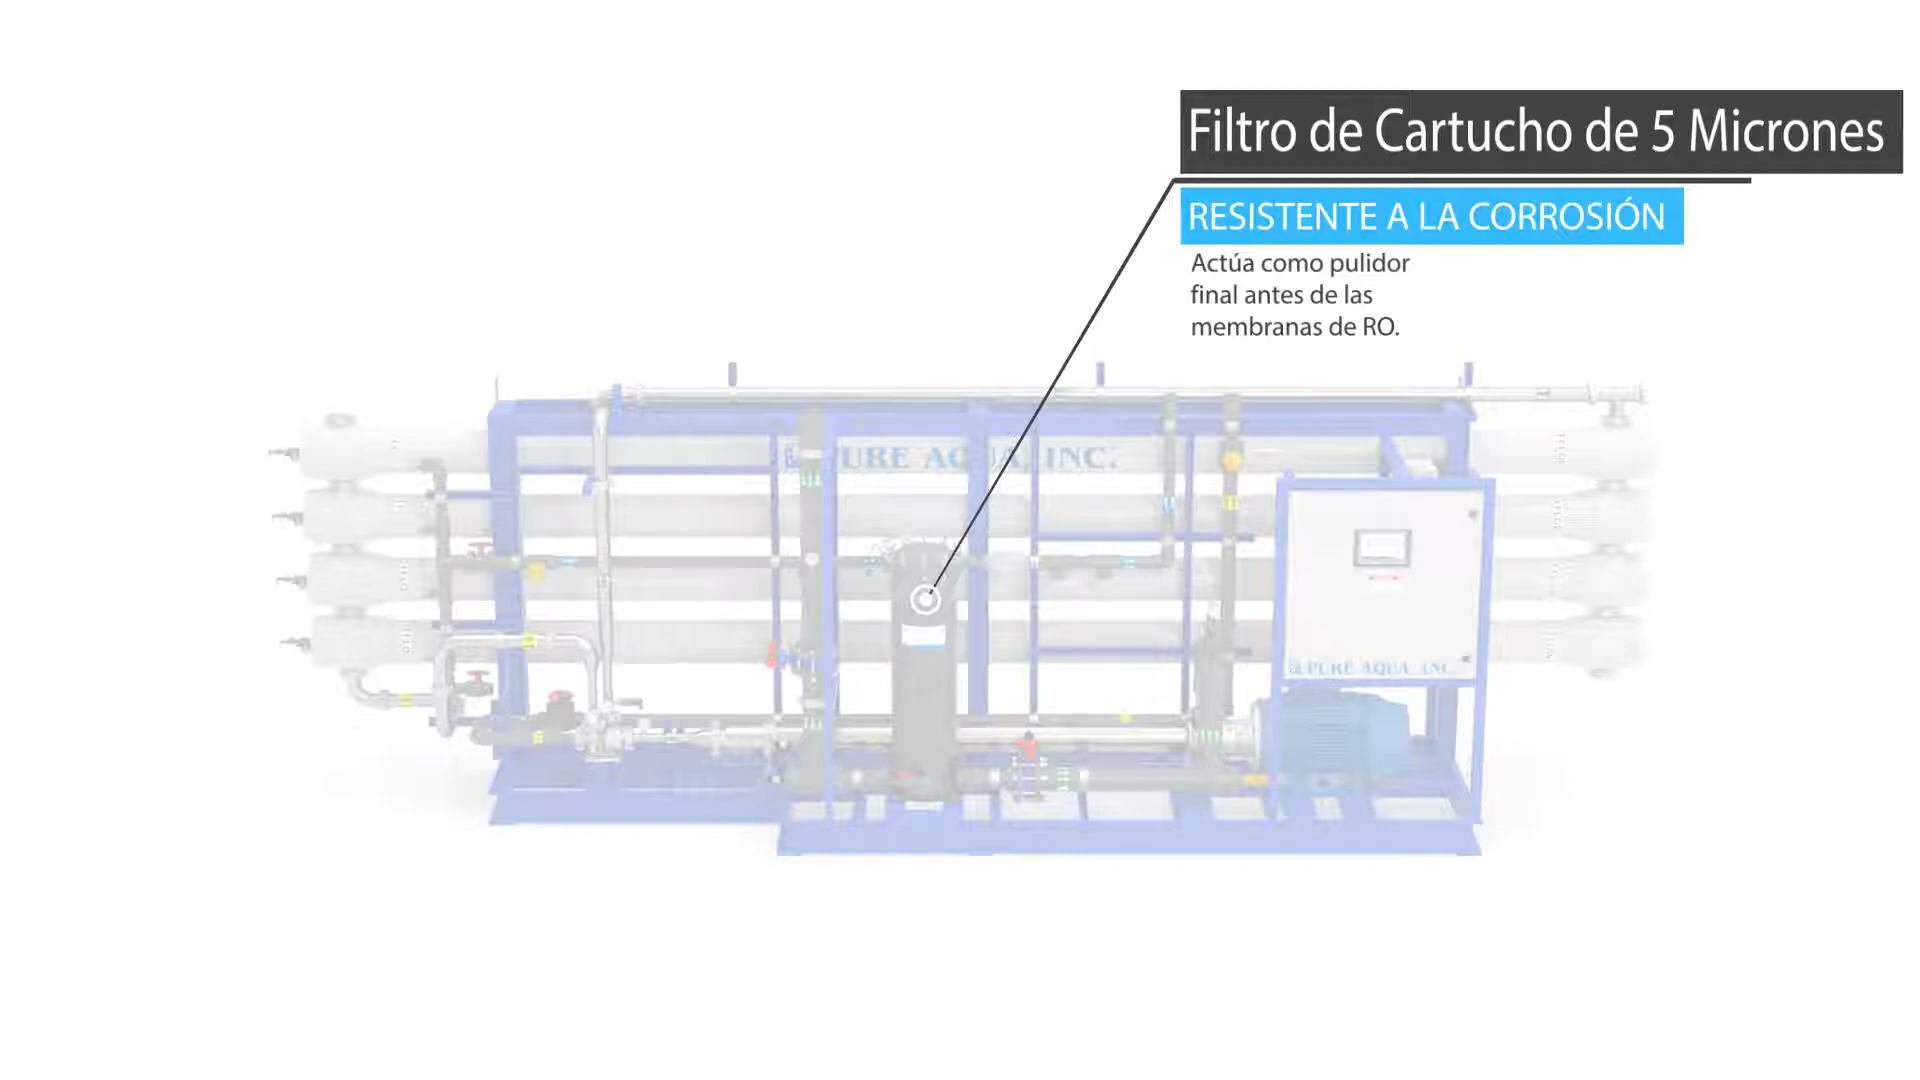 Filtro de Cartucho de 5 Micrones
RESISTENTE A LA CORROSIÓN
Actúa como pulidor
final antes de las
membranas de RO.
PURE AQUA, INC.
PURE AQUA, INC.